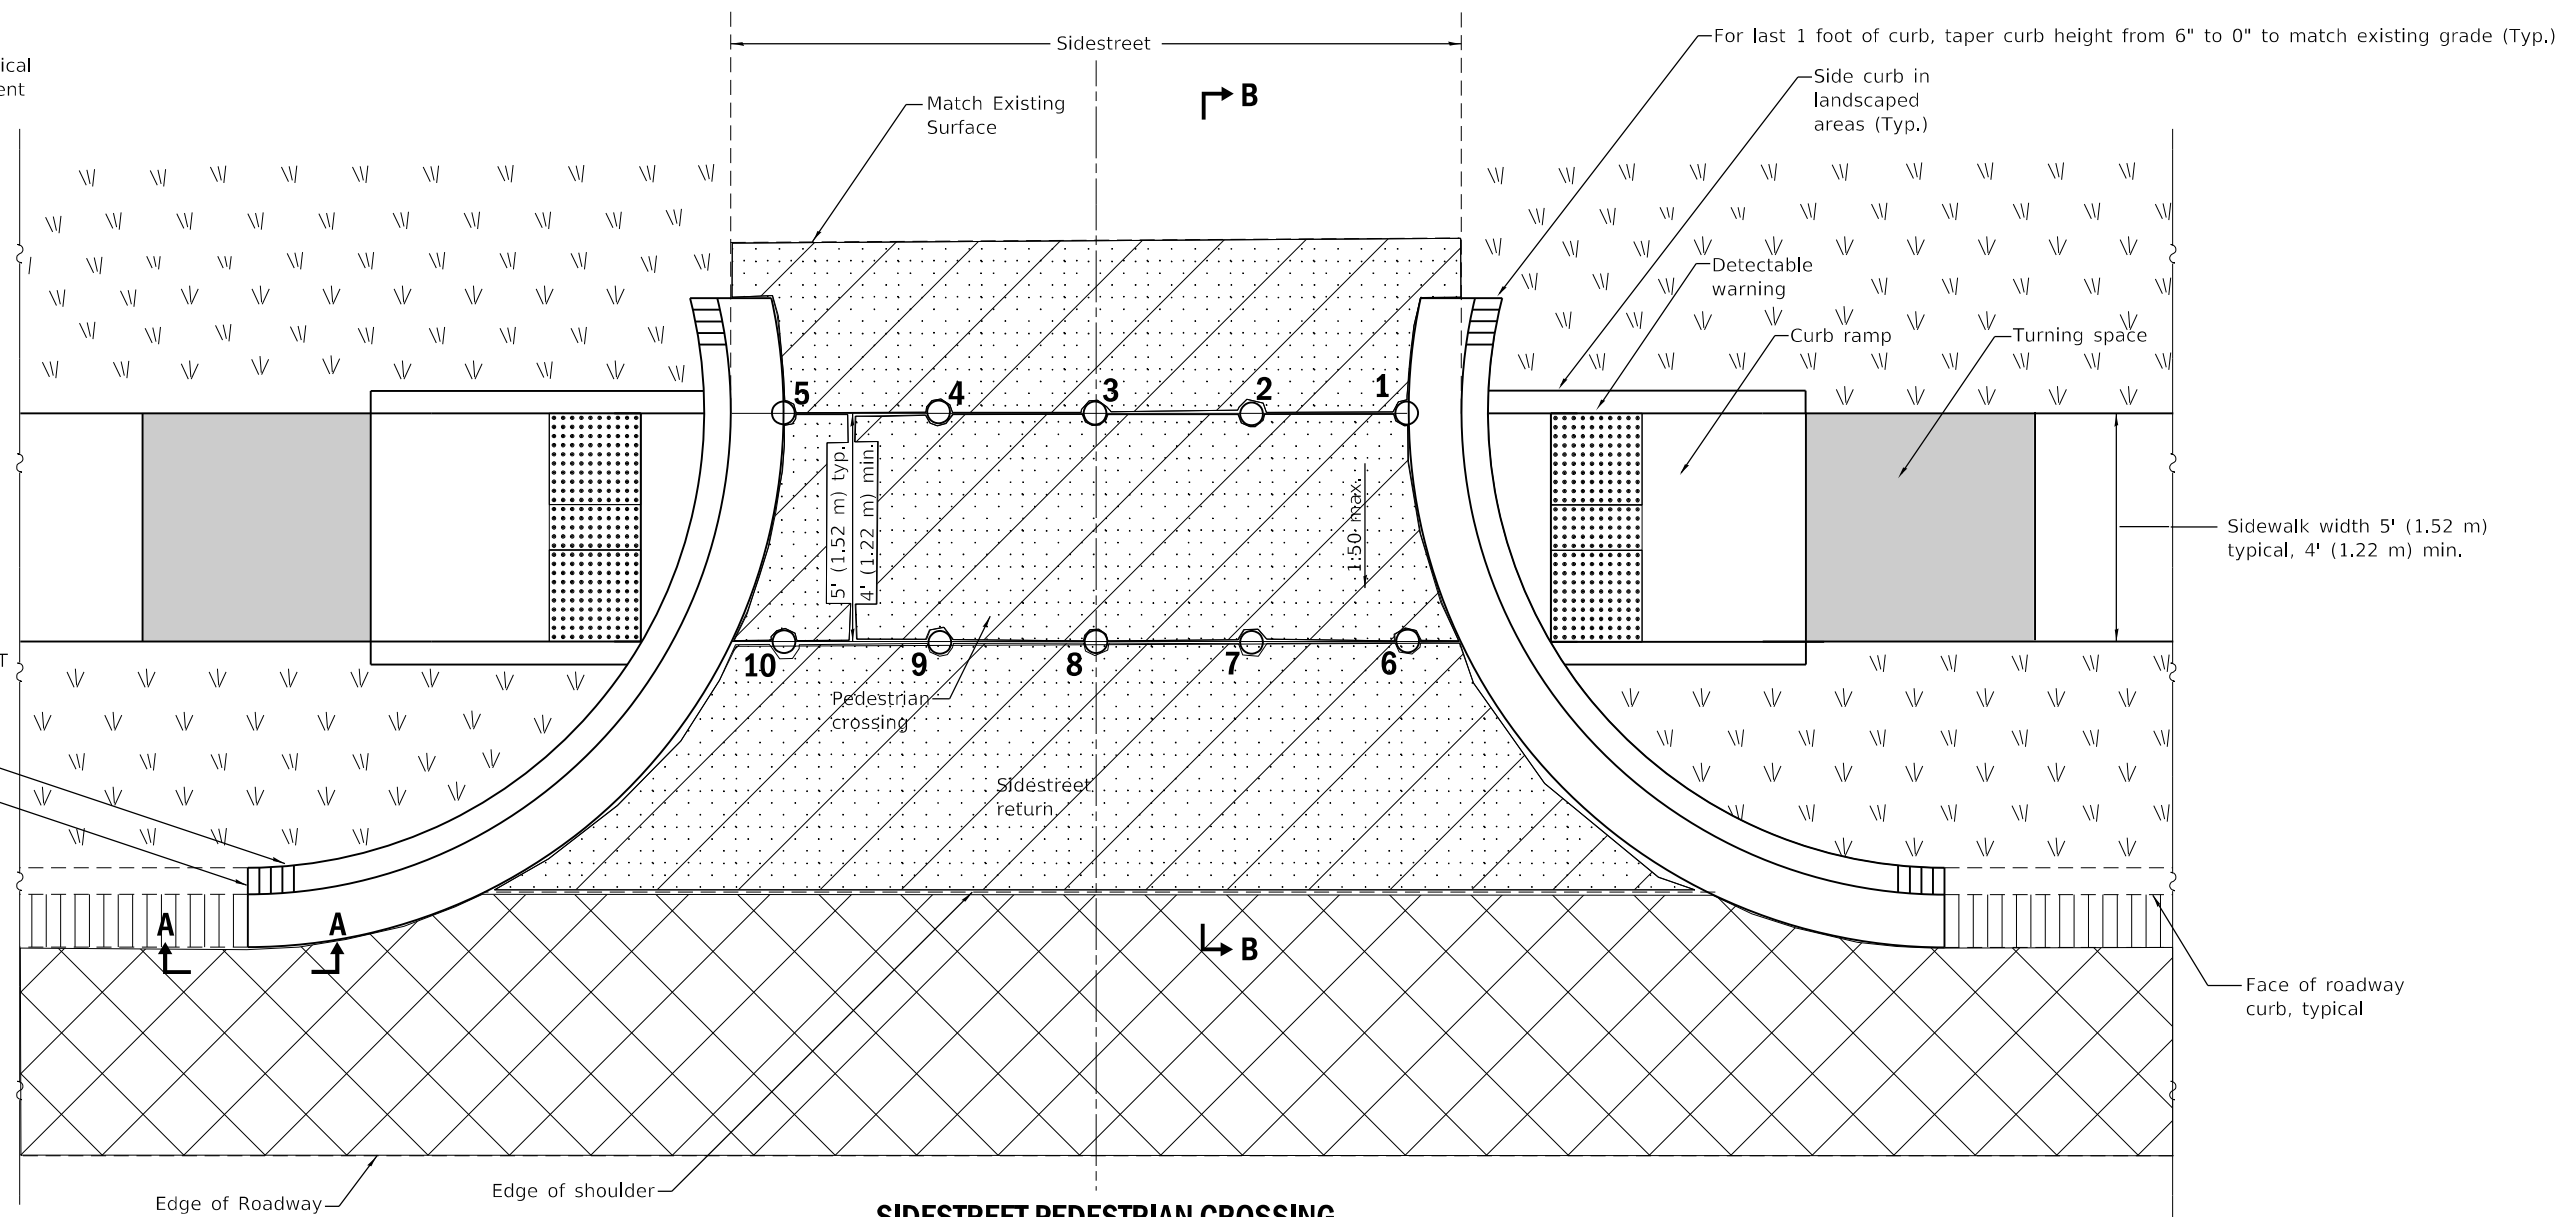 Sidestreet
For last 1 foot of curb, taper curb height from 6" to 0" to match existing grade (Typ.)
ical
ent
Side curb in
landscaped
areas (Typ.)
B
Match Existing
Surface
Detectable
warning
Curb ramp
Turning space
5
4
3
2
1
5' (1.52 m) typ.
4' (1.22 m) min.
1:50 max.
Sidewalk width 5' (1.52 m)
typical, 4' (1.22 m) min.
T
10
9
8
7
6
Pedestrian
crossing
Sidestreet
return
A
A
B
Face of roadway
curb, typical
Edge of Roadway
Edge of shoulder
SIDESTREET PEDESTRIAN CROSSING